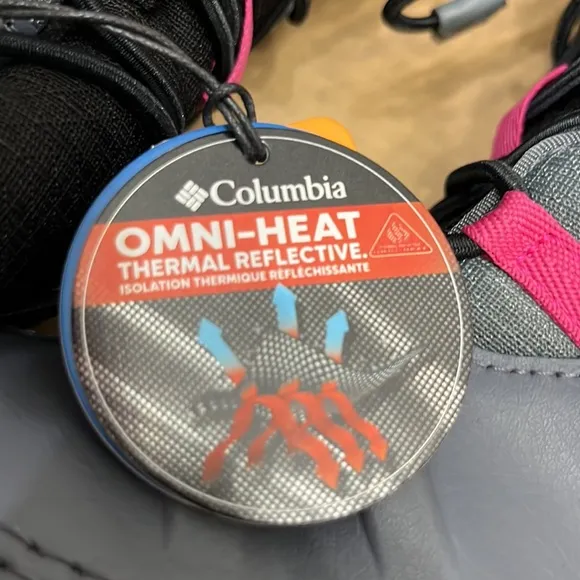 Columbia
OMNI-HEAT
THERMAL REFLECTIVE.
ISOLATION THERMIQUE RÉFLÉCHISSANTE